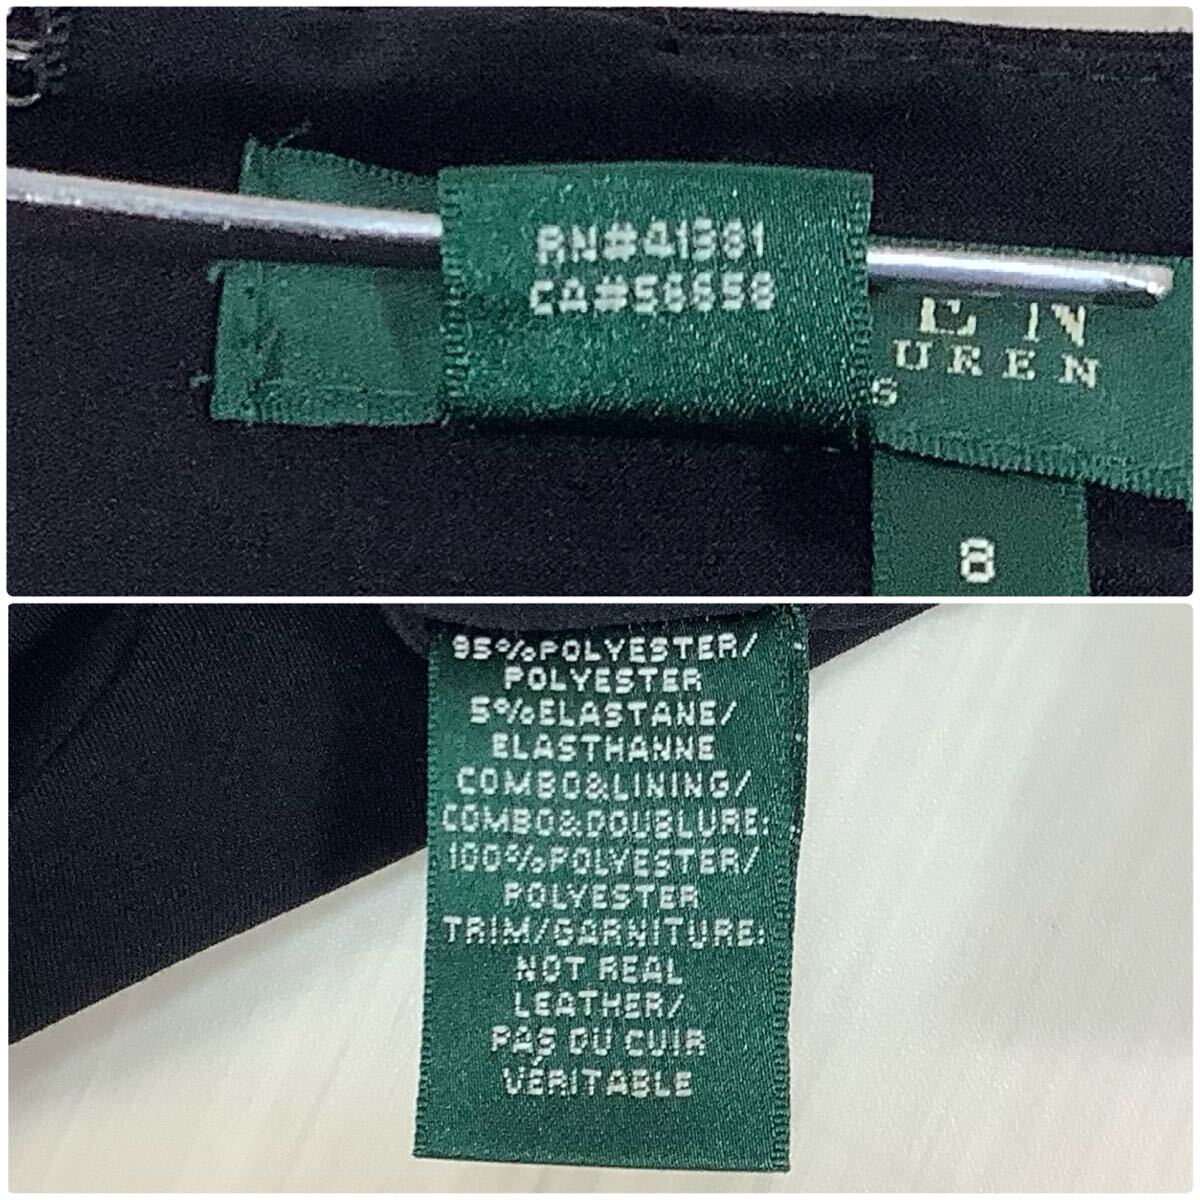 RN#41381
CA#56658
E N
UREN
S
8
95%POLYESTER/
POLYESTER
5%ELASTANE/
ELASTHANNE
COMBO&LINING/
COMBO&DOUBLURE:
100%POLYESTER/
POLYESTER
TRIM/GARNITURE:
NOT REAL
LEATHER/
PAS DU CUIR
VÉRITABLE